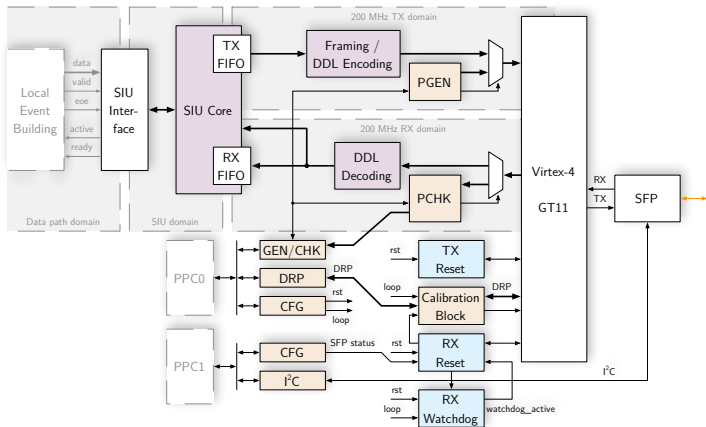 200 MHz TX domain
TX
FIFO
Framing /
DDL Encoding
data
valid
eoe
active
ready
Local
Event
Building
SIU
Inter-
face
SIU Core
PGEN
200 MHz RX domain
RX
FIFO
DDL
Decoding
PCHK
Virtex-4
GT11
RX
TX
SFP
Data path domain
SIU domain
PPC0
GEN/CHK
DRP
DRP
CFG
rst
loop
rst
TX
Reset
loop
Calibration
Block
DRP
PPC1
CFG
SFP status
I²C
rst
RX
Reset
I²C
rst
loop
RX
Watchdog
watchdog_active